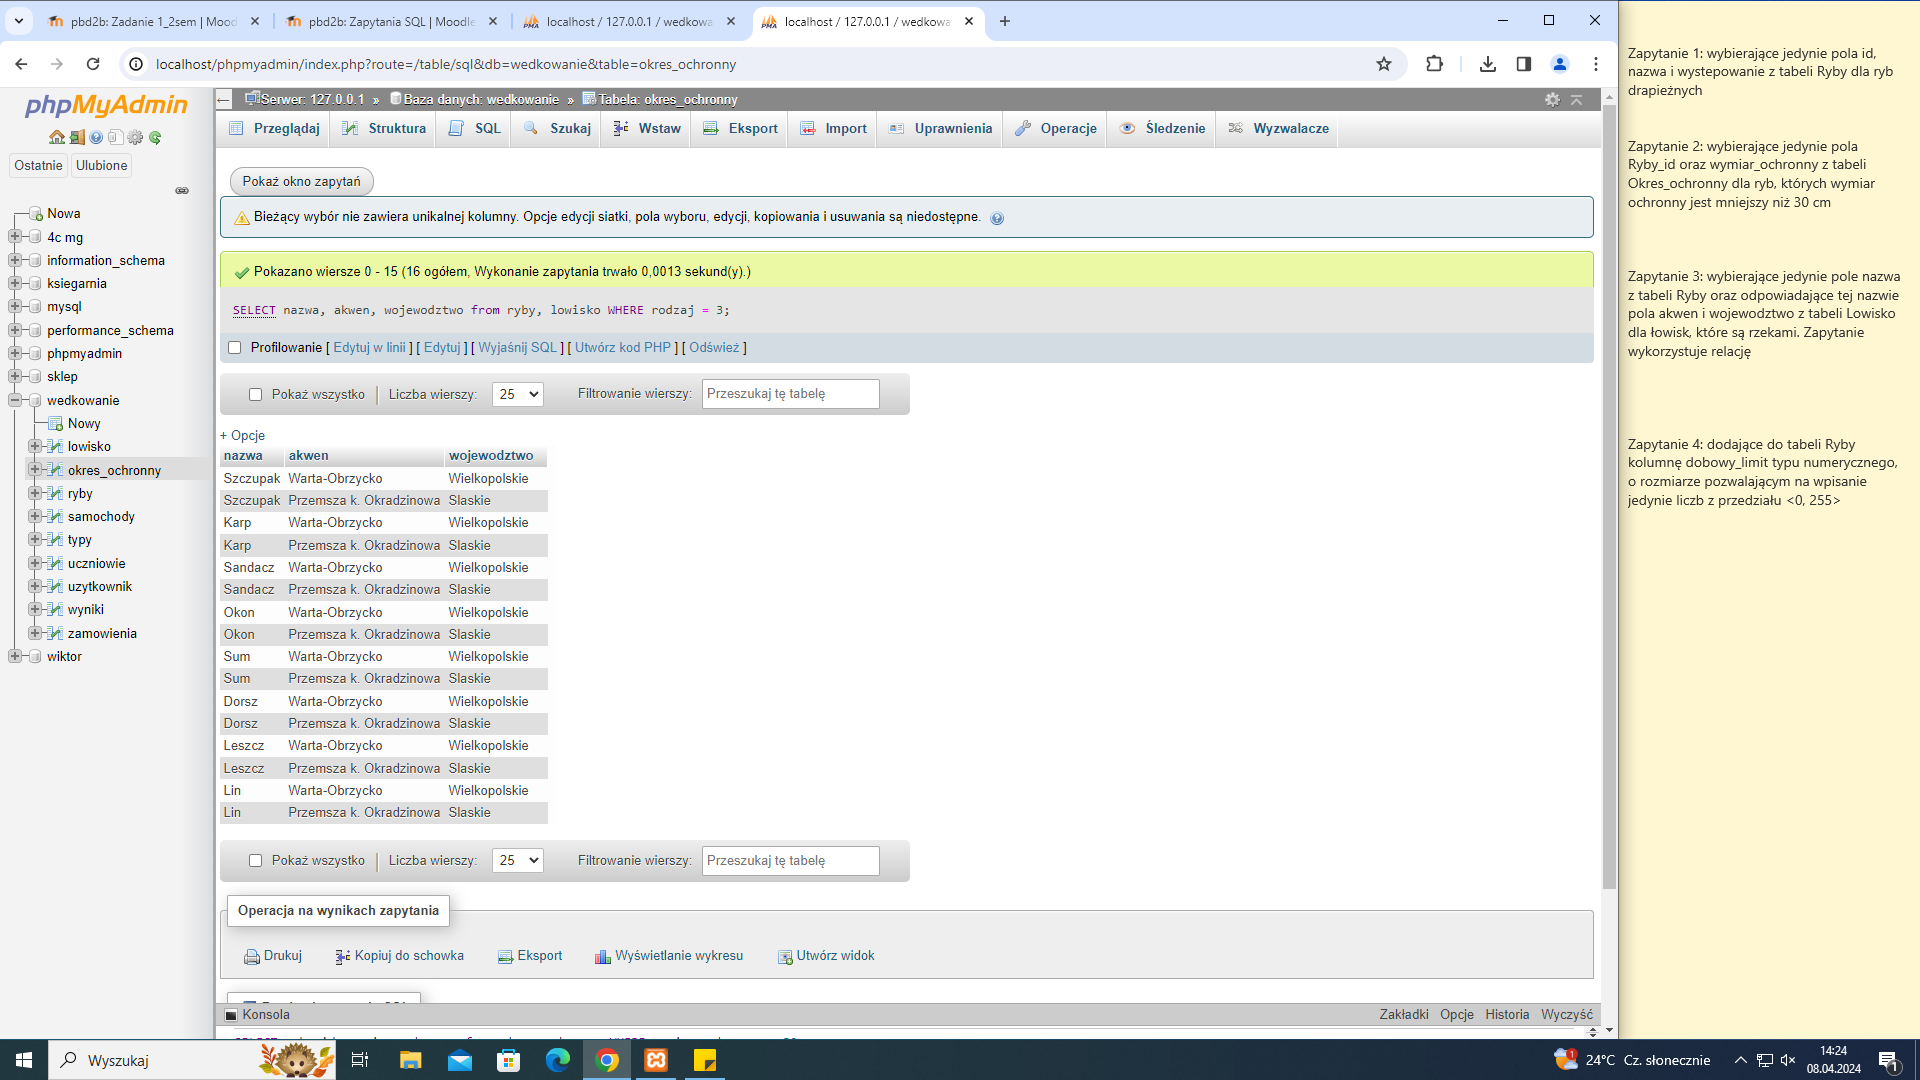 pbd2b: Zadanie 1_2sem | Mood
pbd2b: Zapytania SQL | Moodle
localhost / 127.0.0.1 / wedkowa
localhost / 127.0.0.1 / wedkowa
localhost/phpmyadmin/index.php?route=/table/sql&db=wedkowanie&table=okres_ochronny
phpMyAdmin
Ostatnie
Ulubione
Nowa
4c mg
information_schema
ksiegarnia
mysql
performance_schema
phpmyadmin
sklep
wedkowanie
Nowy
lowisko
okres_ochronny
ryby
samochody
typy
uczniowie
uzytkownik
wyniki
zamowienia
wiktor
Serwer: 127.0.0.1 » Baza danych: wedkowanie » Tabela: okres_ochronny
Przeglądaj
Struktura
SQL
Szukaj
Wstaw
Eksport
Import
Uprawnienia
Operacje
Śledzenie
Wyzwalacze
Pokaż okno zapytań
Bieżący wybór nie zawiera unikalnej kolumny. Opcje edycji siatki, pola wyboru, edycji, kopiowania i usuwania są niedostępne.
Pokazano wiersze 0 - 15 (16 ogółem, Wykonanie zapytania trwało 0,0013 sekund(y).)
SELECT nazwa, akwen, wojewodztwo from ryby, lowisko WHERE rodzaj = 3;
Profilowanie [ Edytuj w linii ] [ Edytuj ] [ Wyjaśnij SQL ] [ Utwórz kod PHP ] [ Odśwież ]
Pokaż wszystko
Liczba wierszy: 25
Filtrowanie wierszy: Przeszukaj tę tabelę
+ Opcje
nazwa akwen wojewodztwo
Szczupak Warta-Obrzycko Wielkopolskie
Szczupak Przemsza k. Okradzinowa Slaskie
Karp Warta-Obrzycko Wielkopolskie
Karp Przemsza k. Okradzinowa Slaskie
Sandacz Warta-Obrzycko Wielkopolskie
Sandacz Przemsza k. Okradzinowa Slaskie
Okon Warta-Obrzycko Wielkopolskie
Okon Przemsza k. Okradzinowa Slaskie
Sum Warta-Obrzycko Wielkopolskie
Sum Przemsza k. Okradzinowa Slaskie
Dorsz Warta-Obrzycko Wielkopolskie
Dorsz Przemsza k. Okradzinowa Slaskie
Leszcz Warta-Obrzycko Wielkopolskie
Leszcz Przemsza k. Okradzinowa Slaskie
Lin Warta-Obrzycko Wielkopolskie
Lin Przemsza k. Okradzinowa Slaskie
Pokaż wszystko
Liczba wierszy: 25
Filtrowanie wierszy: Przeszukaj tę tabelę
Operacja na wynikach zapytania
Drukuj
Kopiuj do schowka
Eksport
Wyświetlanie wykresu
Utwórz widok
Konsola
Zakładki Opcje Historia Wyczyść
Zapytanie 1: wybierające jedynie pola id,
nazwa i wystepowanie z tabeli Ryby dla ryb
drapieżnych
Zapytanie 2: wybierające jedynie pola
Ryby_id oraz wymiar_ochronny z tabeli
Okres_ochronny dla ryb, których wymiar
ochronny jest mniejszy niż 30 cm
Zapytanie 3: wybierające jedynie pole nazwa
z tabeli Ryby oraz odpowiadające tej nazwie
pola akwen i wojewodztwo z tabeli Lowisko
dla łowisk, które są rzekami. Zapytanie
wykorzystuje relację
Zapytanie 4: dodające do tabeli Ryby
kolumnę dobowy_limit typu numerycznego,
o rozmiarze pozwalającym na wpisanie
jedynie liczb z przedziału <0, 255>
Wyszukaj
1
24°C Cz. słonecznie
14:24
08.04.2024
1